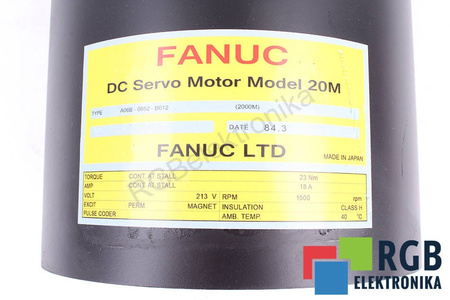 FANUC
DC Servo Motor Model 20M
TYPE A06B - 0652 - B012 (2000M)
DATE 84.3
FANUC LTD
MADE IN JAPAN
TORQUE CONT AT STALL 23 Nm
AMP CONT AT STALL 18 A
VOLT 213 V RPM 1500 rpm
EXCIT PERM. MAGNET INSULATION CLASS H
PULSE CODER AMB. TEMP. 40 °C
RGBelektronika
RGB
ELEKTRONIKA